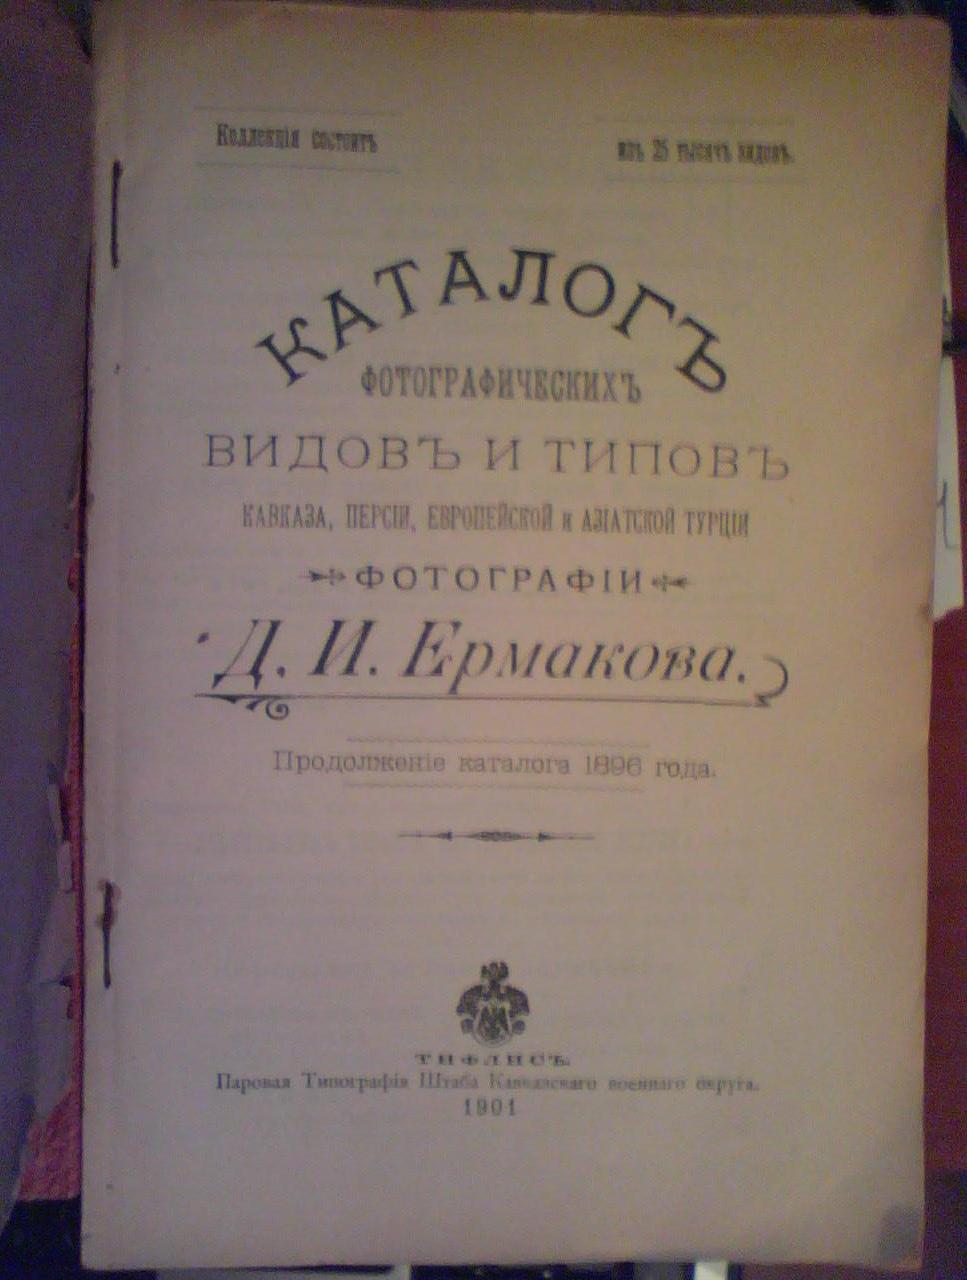 Коллекція состоитъ
изъ 25 тысячъ видовъ.
КАТАЛОГЪ
ФОТОГРАФИЧЕСКИХЪ
ВИДОВЪ И ТИПОВЪ
КАВКАЗА, ПЕРСІИ, ЕВРОПЕЙСКОЙ и АЗІАТСКОЙ ТУРЦІИ
ФОТОГРАФІИ
Д. И. Ермакова.
Продолженіе каталога 1896 года.
ТИФЛИСЪ.
Паровая Типографія Штаба Кавказскаго военнаго округа.
1901